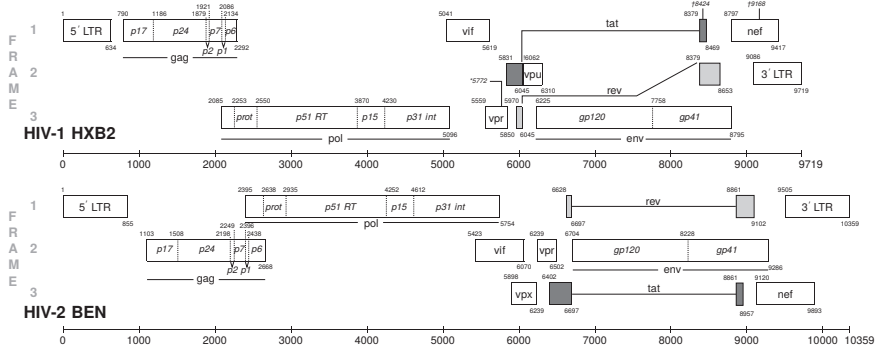 1921 2086 †8424 †9168
1 790 1186 1879 2134 5041 8379 8797
1 5´ LTR p17 p24 p7 p6 vif tat nef
634 p2 p1 2292 5619 8469 9417
gag
5831 †6062 8379 9086
2 vpu 3´ LTR
*5772 6045 6310 rev 8653 9719
2085 2253 2550 3870 4230 5559 5970 6225 7758
3 prot p51 RT p15 p31 int vpr gp120 gp41
5096 5850 6045 8795
pol env
FRAME
HIV-1 HXB2
0 1000 2000 3000 4000 5000 6000 7000 8000 9000 9719
1 2395 2638 2935 4252 4612 6628 8861 9505
1 5´ LTR prot p51 RT p15 p31 int rev 3´ LTR
855 5754 6697 9102 10359
pol
2249 2396
1103 1508 2198 2438 5423 6239 6704 8228
2 p17 p24 p7 p6 vif vpr gp120 gp41
p2 p1 2668 6070 6502 9286
gag env
5898 6402 8861 9120
3 vpx tat nef
6239 6697 8957 9893
FRAME
HIV-2 BEN
0 1000 2000 3000 4000 5000 6000 7000 8000 9000 10000 10359